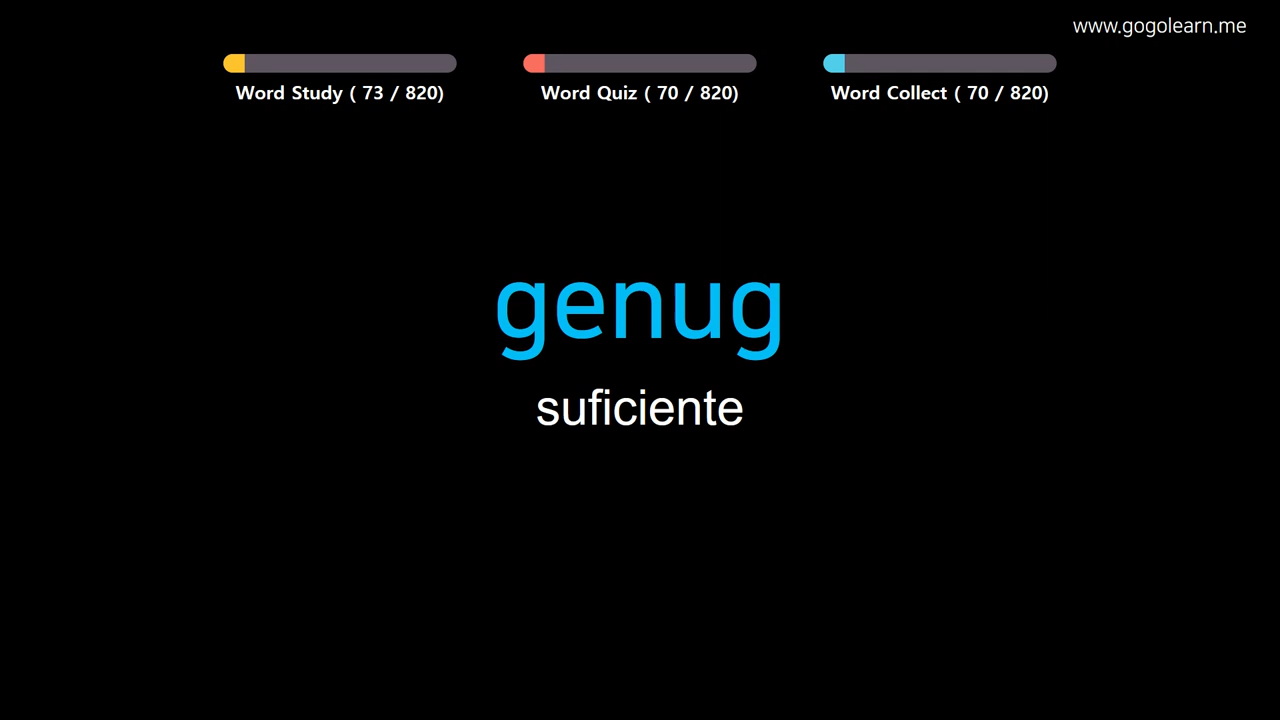 www.gogolearn.me
Word Study ( 73 / 820)
Word Quiz ( 70 / 820)
Word Collect ( 70 / 820)
genug
suficiente